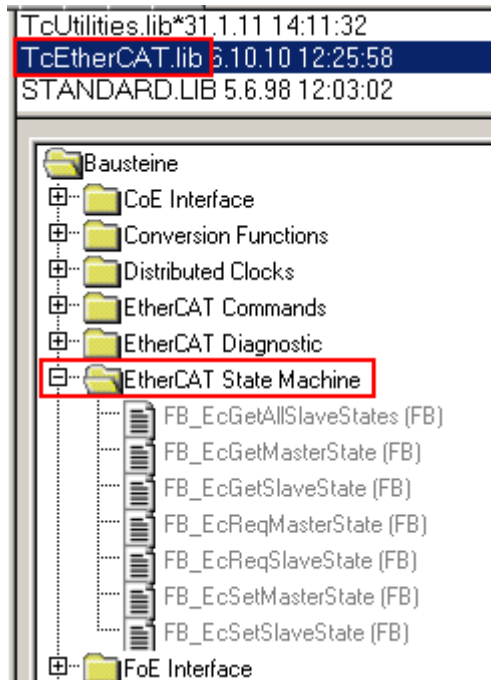 TcUtilities.lib*31.1.11 14:11:32
TcEtherCAT.lib 6.10.10 12:25:58
STANDARD.LIB 5.6.98 12:03:02
Bausteine
CoE Interface
Conversion Functions
Distributed Clocks
EtherCAT Commands
EtherCAT Diagnostic
EtherCAT State Machine
FB_EcGetAllSlaveStates (FB)
FB_EcGetMasterState (FB)
FB_EcGetSlaveState (FB)
FB_EcReqMasterState (FB)
FB_EcReqSlaveState (FB)
FB_EcSetMasterState (FB)
FB_EcSetSlaveState (FB)
FoE Interface